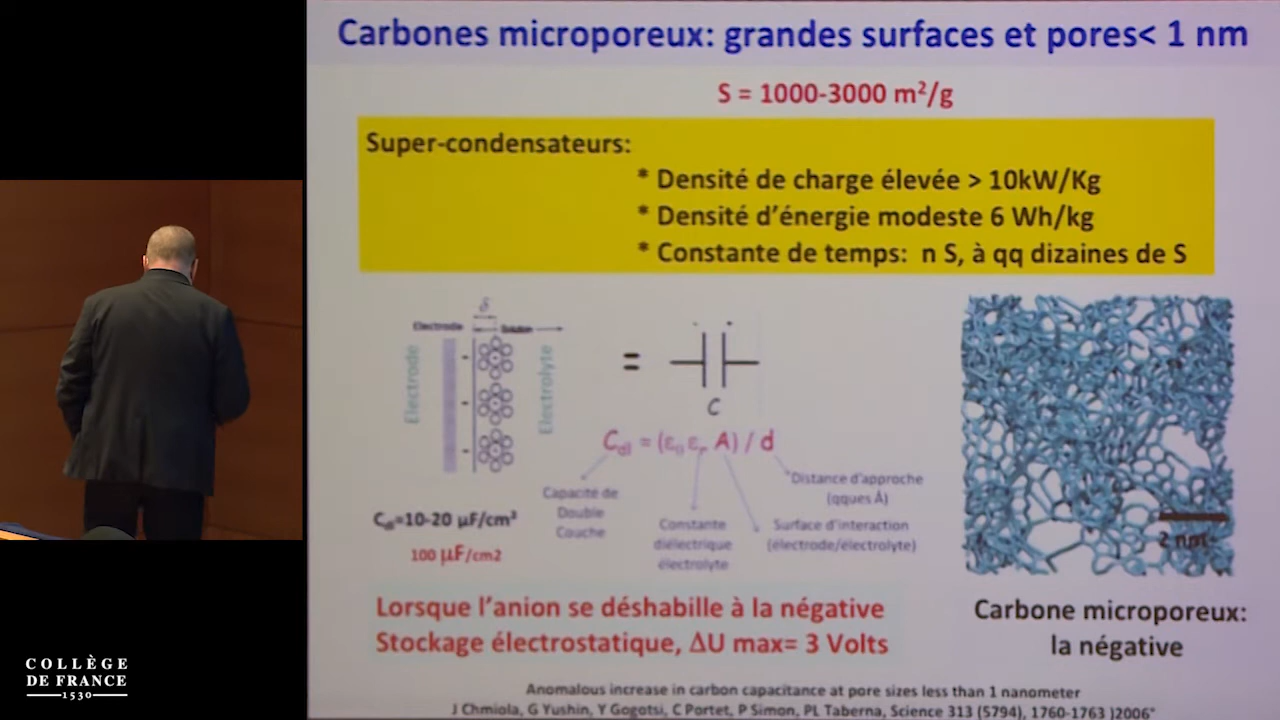 Carbones microporeux: grandes surfaces et pores< 1 nm
S = 1000-3000 m²/g
Super-condensateurs:
* Densité de charge élevée > 10kW/Kg
* Densité d'énergie modeste 6 Wh/kg
* Constante de temps: n S, à qq dizaines de S
δ
Electrode
Solution
Electrode
Electrolyte
=
C
C_dl = (ε₀ εᵣ A) / d
Distance d'approche
(qques Å)
Capacité de
Double
Couche
Constante
diélectrique
électrolyte
Surface d'interaction
(électrode/électrolyte)
C_dl=10-20 µF/cm²
100 µF/cm2
2 nm
Lorsque l'anion se déshabille à la négative
Stockage électrostatique, ΔU max= 3 Volts
Carbone microporeux:
la négative
Anomalous increase in carbon capacitance at pore sizes less than 1 nanometer
J Chmiola, G Yushin, Y Gogotsi, C Portet, P Simon, PL Taberna, Science 313 (5794), 1760-1763 )2006"
COLLÈGE
DE FRANCE
1530